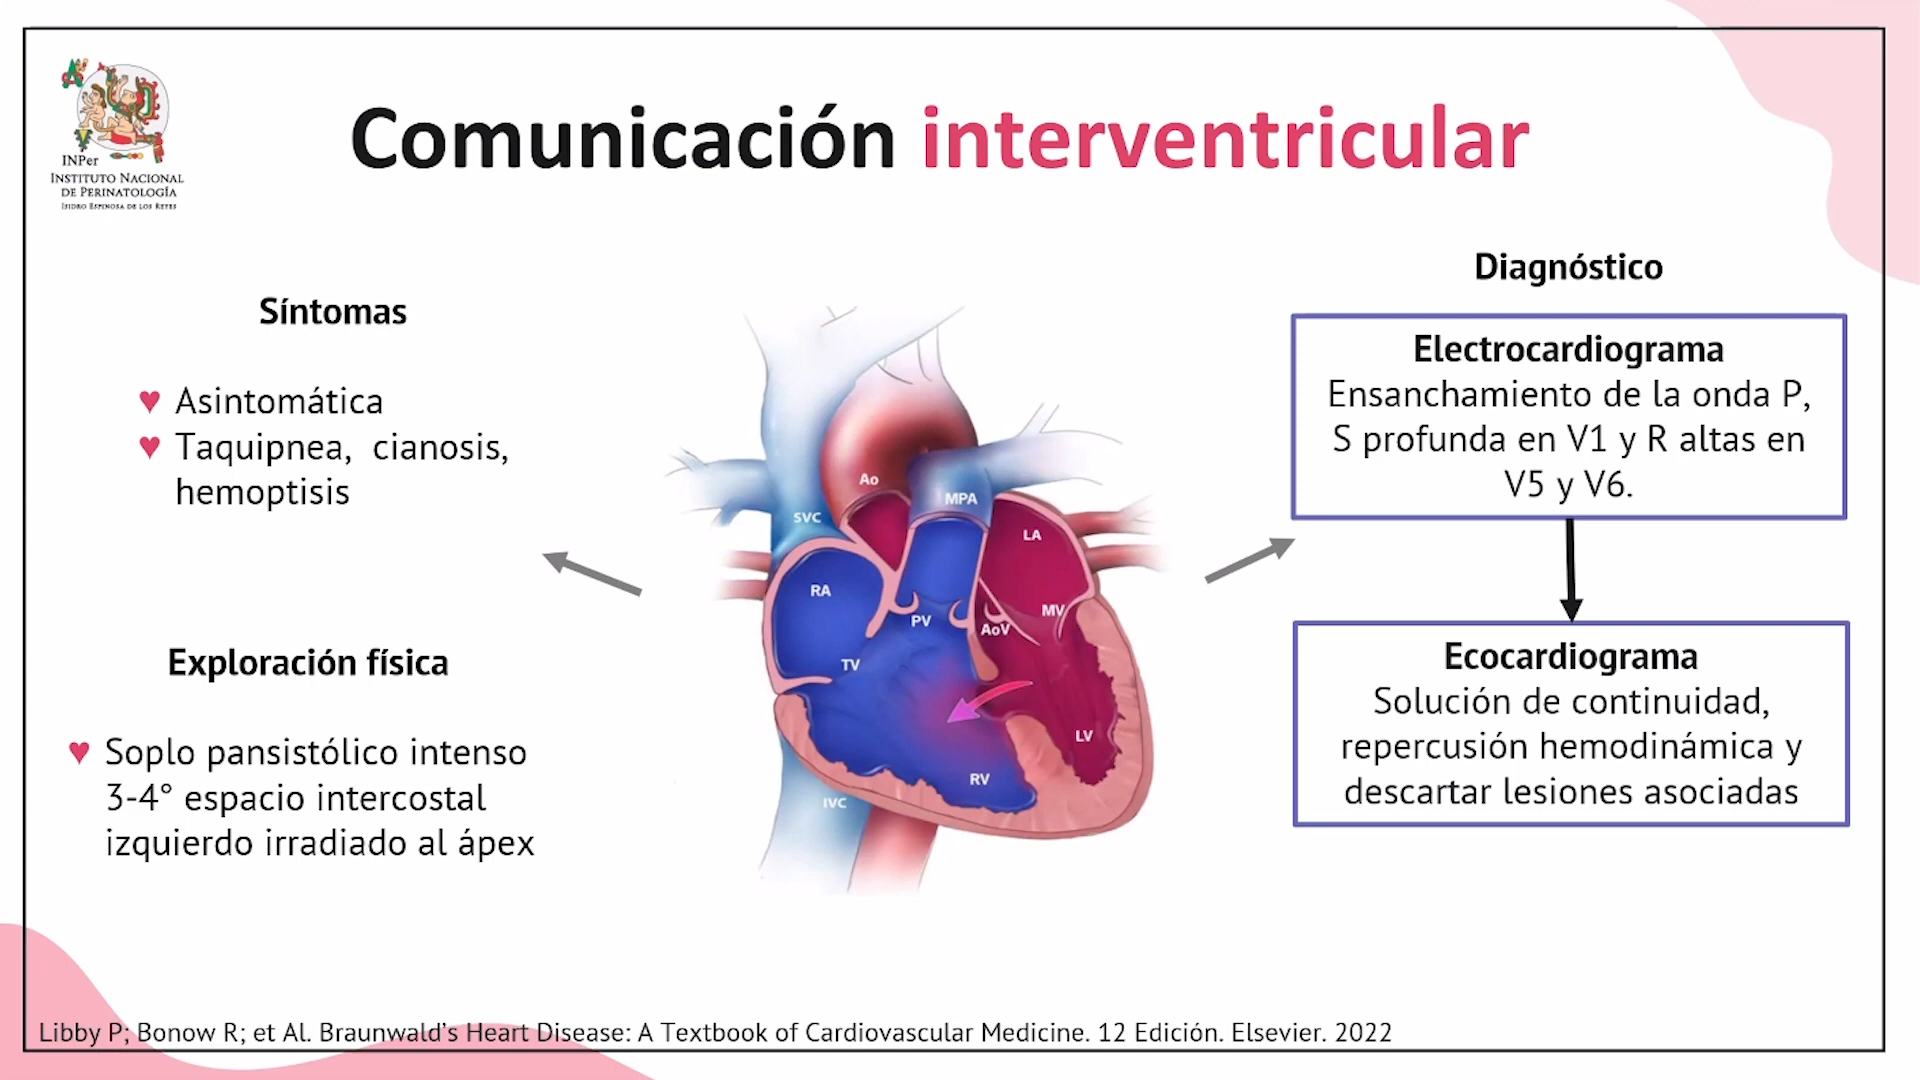 INPer
INSTITUTO NACIONAL
DE PERINATOLOGÍA
ISIDRO ESPINOSA DE LOS REYES
Comunicación interventricular
Síntomas
♥ Asintomática
♥ Taquipnea, cianosis,
hemoptisis
Exploración física
♥ Soplo pansistólico intenso
3-4° espacio intercostal
izquierdo irradiado al ápex
Ao
MPA
SVC
LA
RA
MV
PV
AoV
TV
LV
RV
IVC
Diagnóstico
Electrocardiograma
Ensanchamiento de la onda P,
S profunda en V1 y R altas en
V5 y V6.
Ecocardiograma
Solución de continuidad,
repercusión hemodinámica y
descartar lesiones asociadas
Libby P; Bonow R; et Al. Braunwald's Heart Disease: A Textbook of Cardiovascular Medicine. 12 Edición. Elsevier. 2022